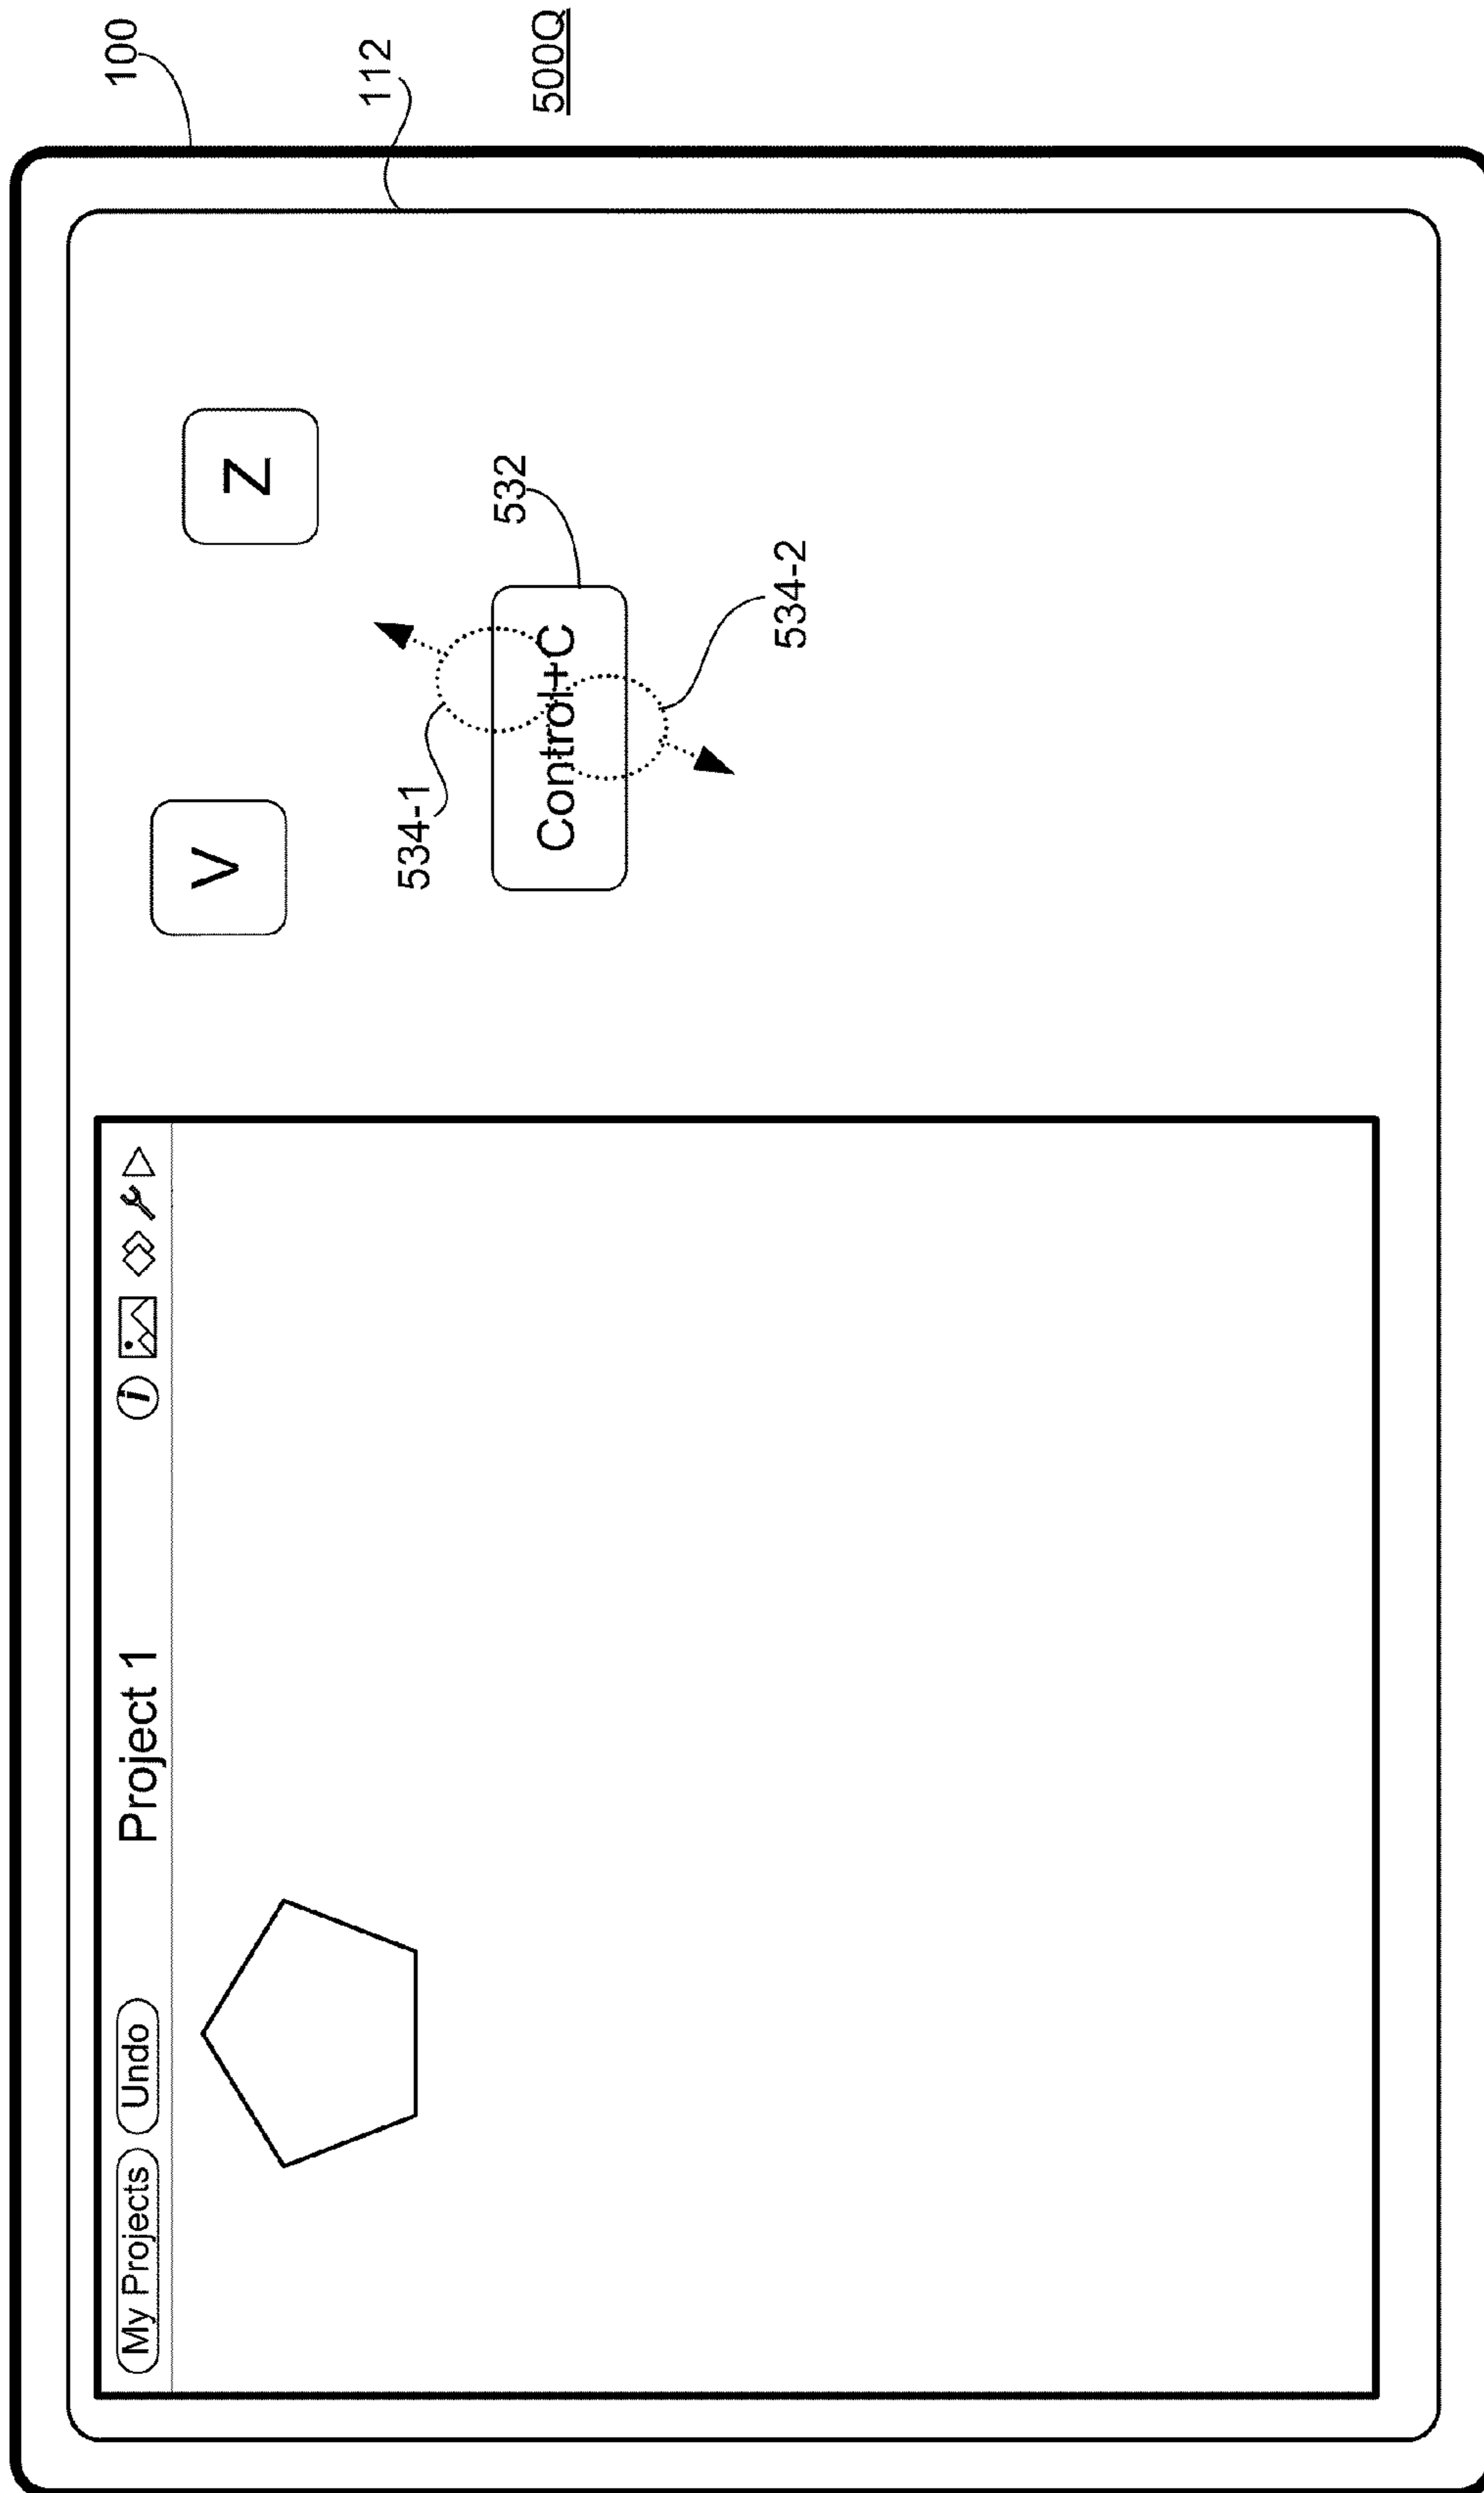 100
112
500Q
My Projects
Undo
Project 1
i
V
Z
534-1
532
Control+C
534-2